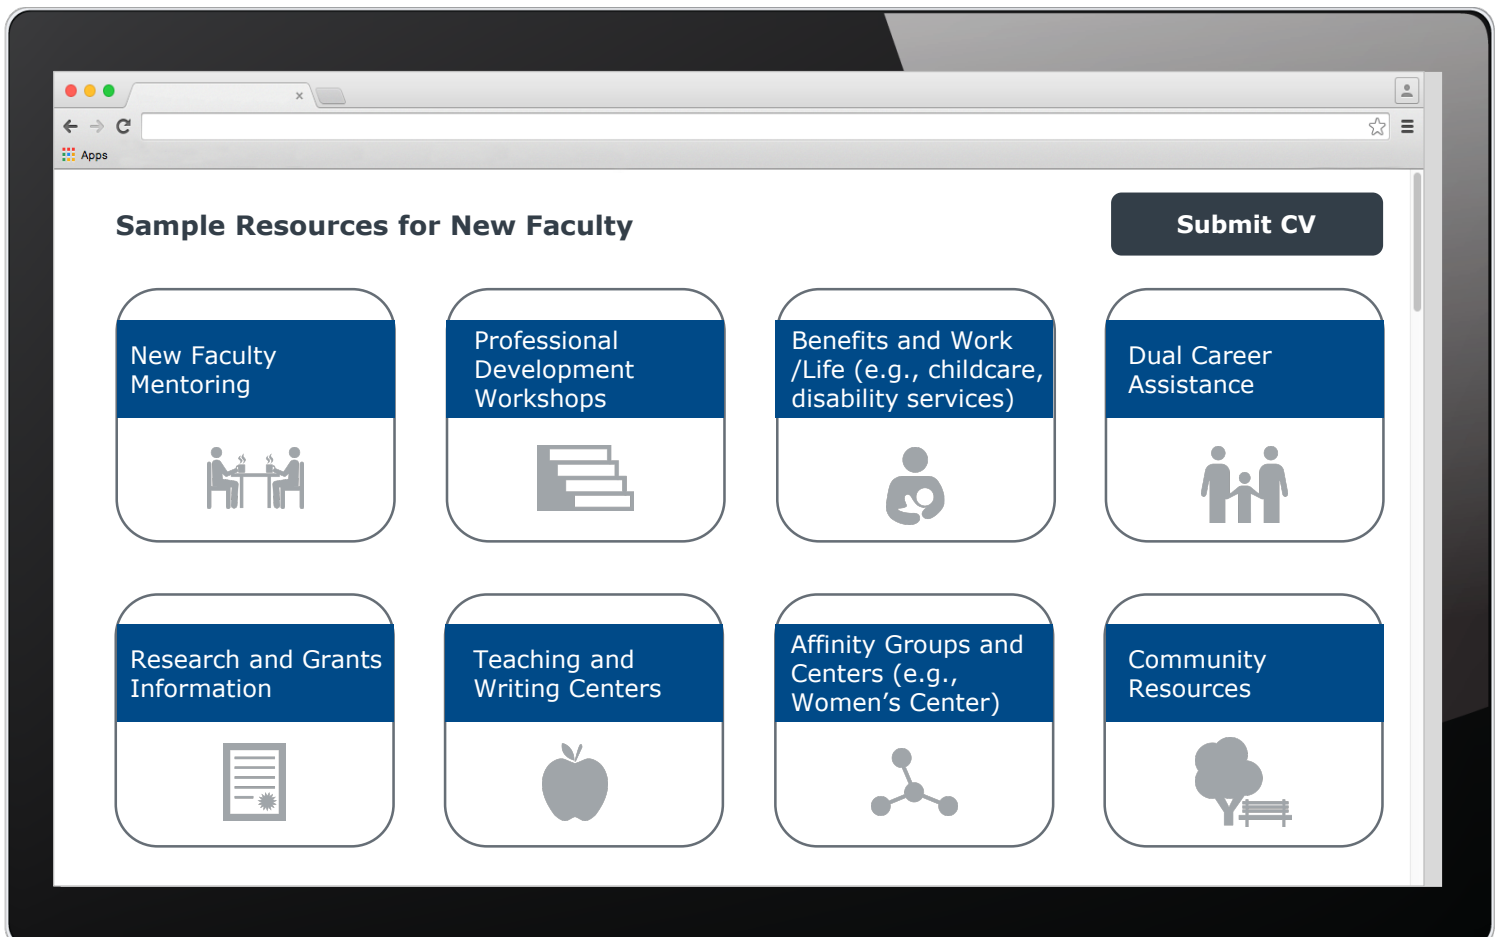 Apps
Sample Resources for New Faculty
Submit CV
New Faculty
Mentoring
Professional
Development
Workshops
Benefits and Work
/Life (e.g., childcare,
disability services)
Dual Career
Assistance
Research and Grants
Information
Teaching and
Writing Centers
Affinity Groups and
Centers (e.g.,
Women’s Center)
Community
Resources